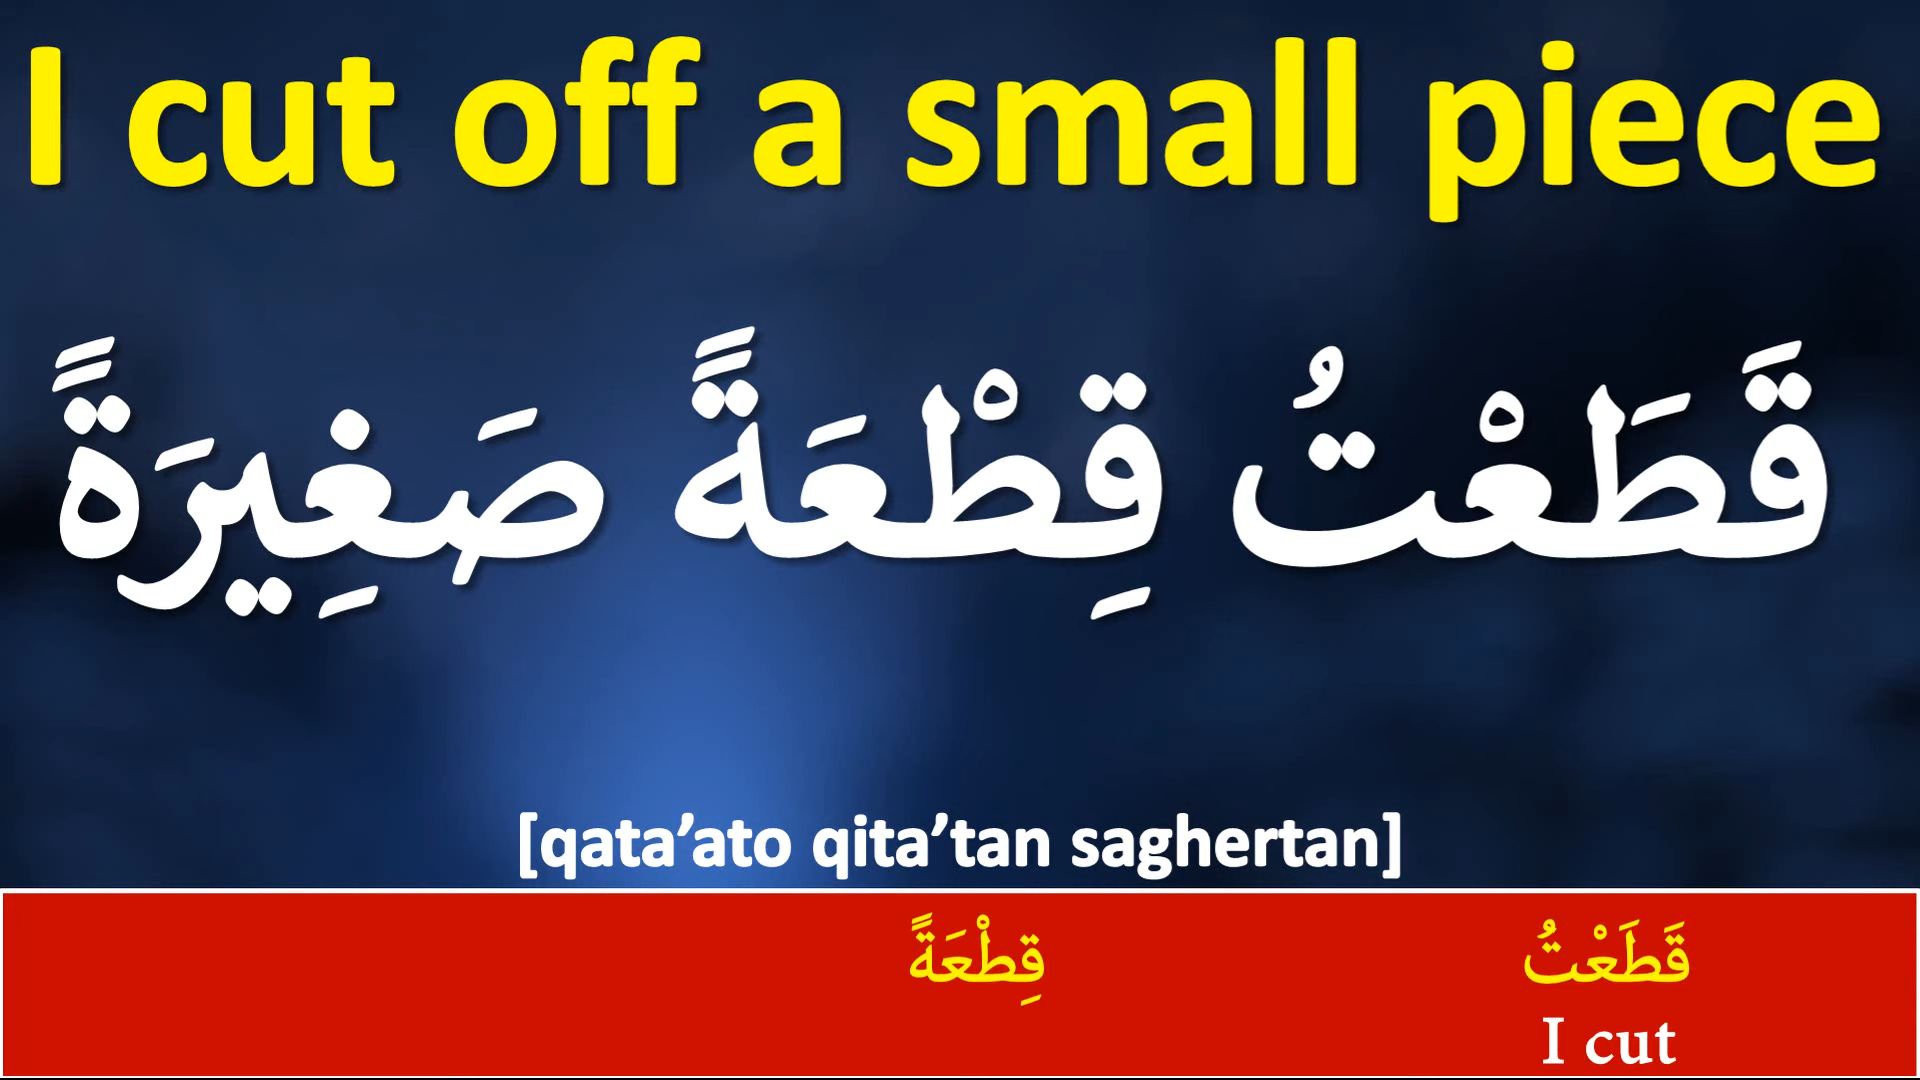 I cut off a small piece
قَطَعْتُ قِطْعَةً صَغِيرَةً
[qata’ato qita’tan saghertan]
قَطَعْتُ قِطْعَةً
I cut